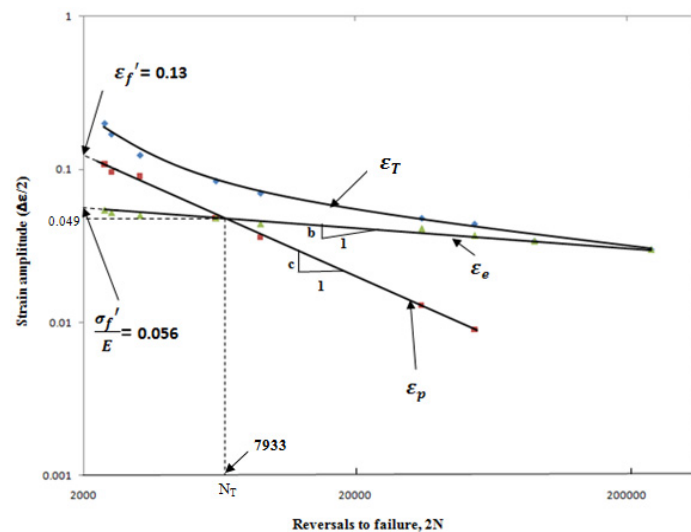 1
εf′ = 0.13
0.1
εT
0.049
b
1
c
1
εe
Strain amplitude (Δε/2)
0.01
σf′
E = 0.056
εp
7933
0.001
NT
2000
20000
200000
Reversals to failure, 2N